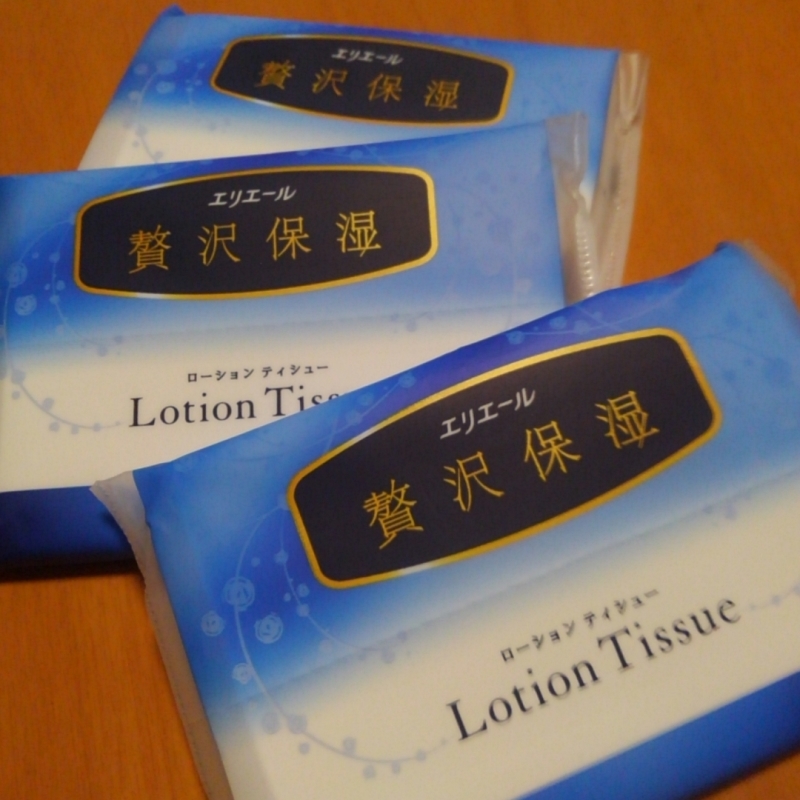 エリエール
贅沢保湿
エリエール
贅沢保湿
ローション ティシュー
Lotion Tiss
エリエール
贅沢保湿
ローション ティシュー
Lotion Tissue